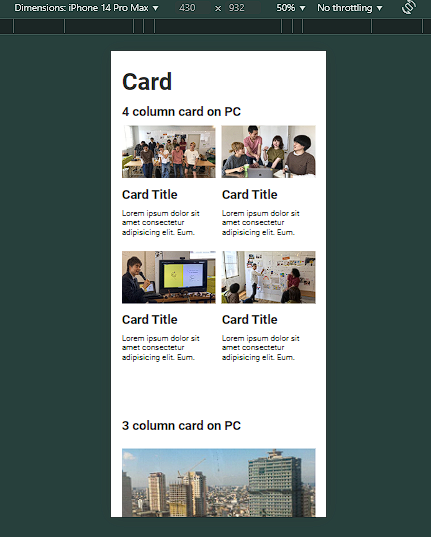 Dimensions: iPhone 14 Pro Max ▼ 430 × 932 50% ▼ No throttling ▼
Card
4 column card on PC
Card Title Card Title
Lorem ipsum dolor sit Lorem ipsum dolor sit
amet consectetur amet consectetur
adipisicing elit. Eum. adipisicing elit. Eum.
Card Title Card Title
Lorem ipsum dolor sit Lorem ipsum dolor sit
amet consectetur amet consectetur
adipisicing elit. Eum. adipisicing elit. Eum.
3 column card on PC